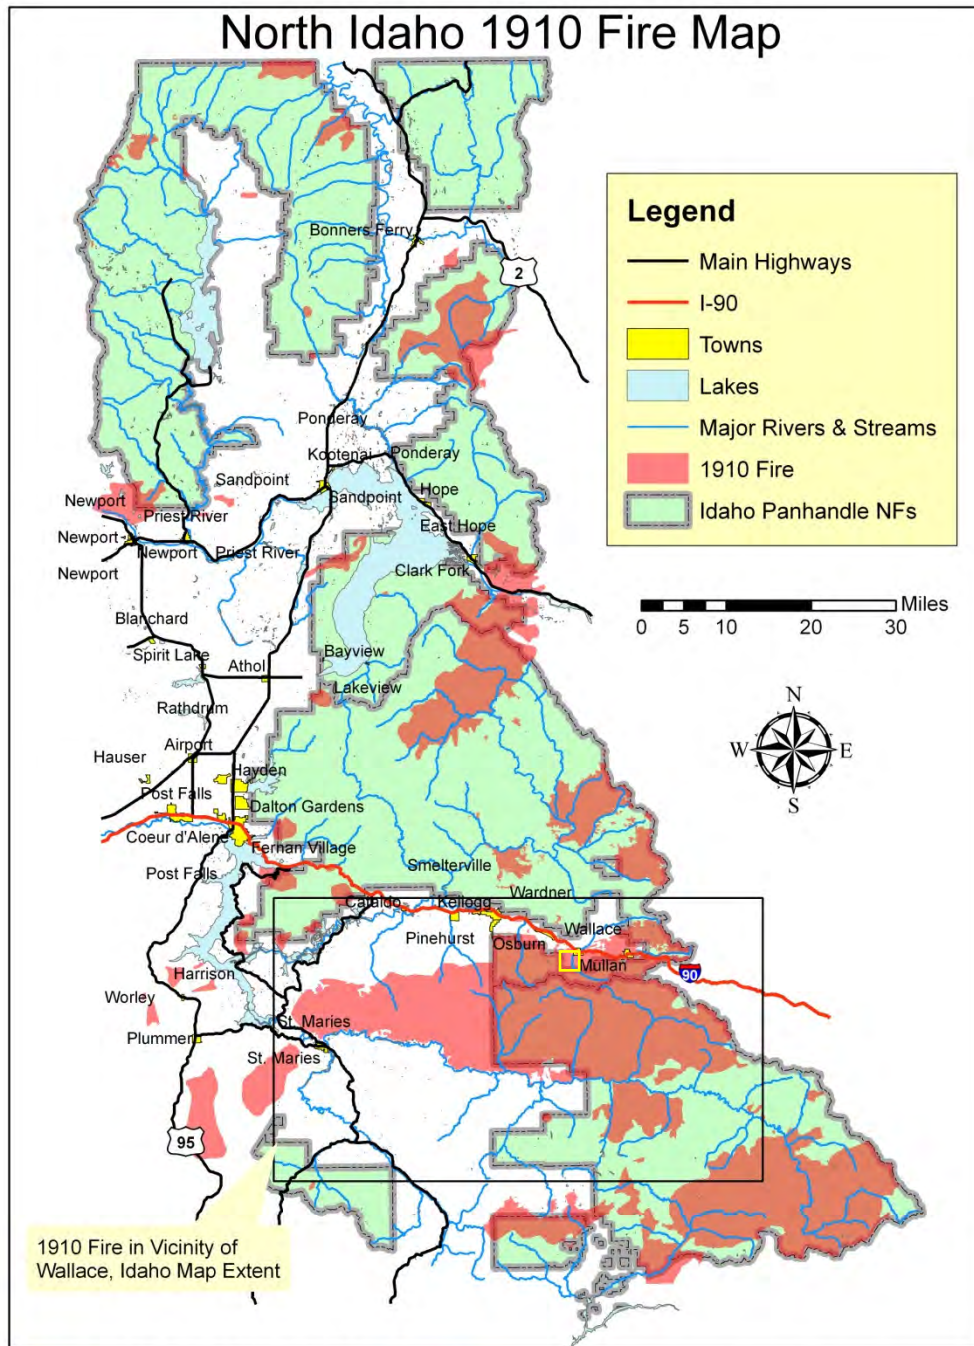 North Idaho 1910 Fire Map
Legend
Main Highways
I-90
Towns
Lakes
Major Rivers & Streams
1910 Fire
Idaho Panhandle NFs
Miles
0 5 10 20 30
N
W E
S
Bonners Ferry
2
Ponderay
Kootenai
Ponderay
Sandpoint
Sandpoint
Hope
Newport
Priest River
East Hope
Newport
Newport
Priest River
Clark Fork
Newport
Blanchard
Spirit Lake
Athol
Bayview
Lakeview
Rathdrum
Airport
Hauser
Hayden
Post Falls
Dalton Gardens
Coeur d'Alene
Fernan Village
Post Falls
Smelterville
Wardner
Cataldo
Kellogg
Wallace
Pinehurst
Osburn
Mullan
90
Harrison
Worley
St. Maries
Plummer
St. Maries
95
1910 Fire in Vicinity of
Wallace, Idaho Map Extent